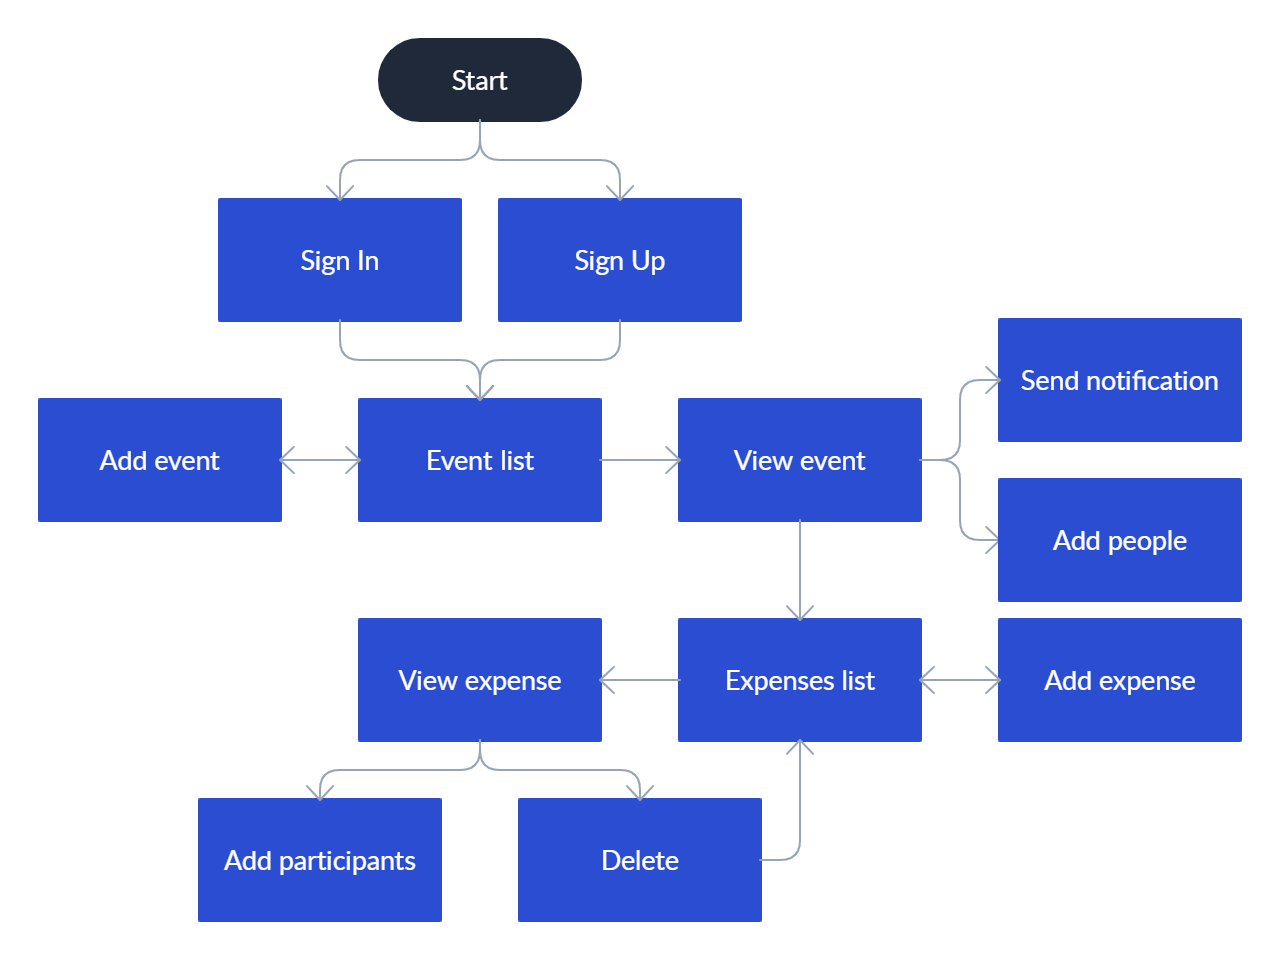 Start
Sign In
Sign Up
Send notification
Add event
Event list
View event
Add people
View expense
Expenses list
Add expense
Add participants
Delete